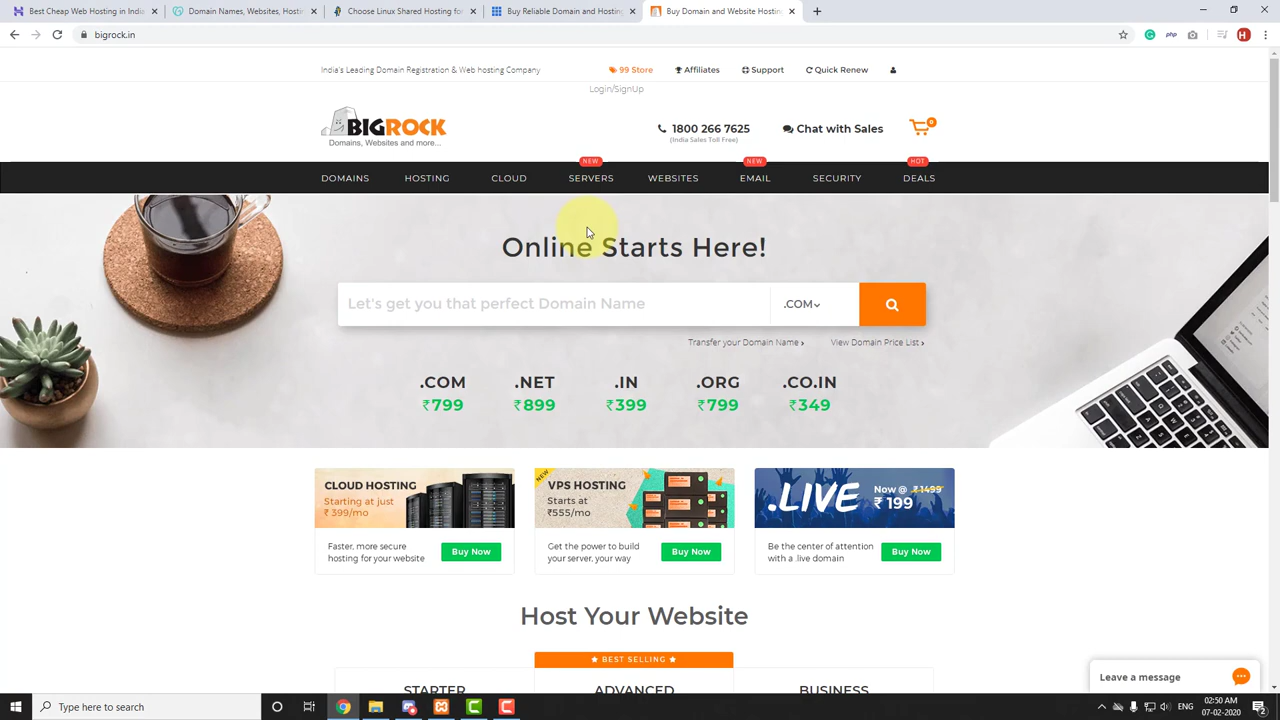 Best Cheap Web Hosting in India
Domain Names, Websites, Hosting
Choose Linux Shared Hosting for
Buy Reliable Domain and Hosting
Buy Domain and Website Hosting
bigrock.in
India's Leading Domain Registration & Web hosting Company
99 Store
Affiliates
Support
Quick Renew
Login/SignUp
BIGROCK
Domains, Websites and more...
1800 266 7625
(India Sales Toll Free)
Chat with Sales
0
NEW
NEW
HOT
DOMAINS
HOSTING
CLOUD
SERVERS
WEBSITES
EMAIL
SECURITY
DEALS
Online Starts Here!
Let's get you that perfect Domain Name
.COM
Transfer your Domain Name ›
View Domain Price List ›
.COM
.NET
.IN
.ORG
.CO.IN
₹799
₹899
₹399
₹799
₹349
CLOUD HOSTING
Starting at just
₹ 399/mo
Faster, more secure
hosting for your website
Buy Now
NEW
VPS HOSTING
Starts at
₹555/mo
Get the power to build
your server, your way
Buy Now
.LIVE
Now @ ₹1499
₹ 199
Be the center of attention
with a .live domain
Buy Now
Host Your Website
★ BEST SELLING ★
STARTER
ADVANCED
BUSINESS
Leave a message
Type here to search
ENG
02:50 AM
07-02-2020
2